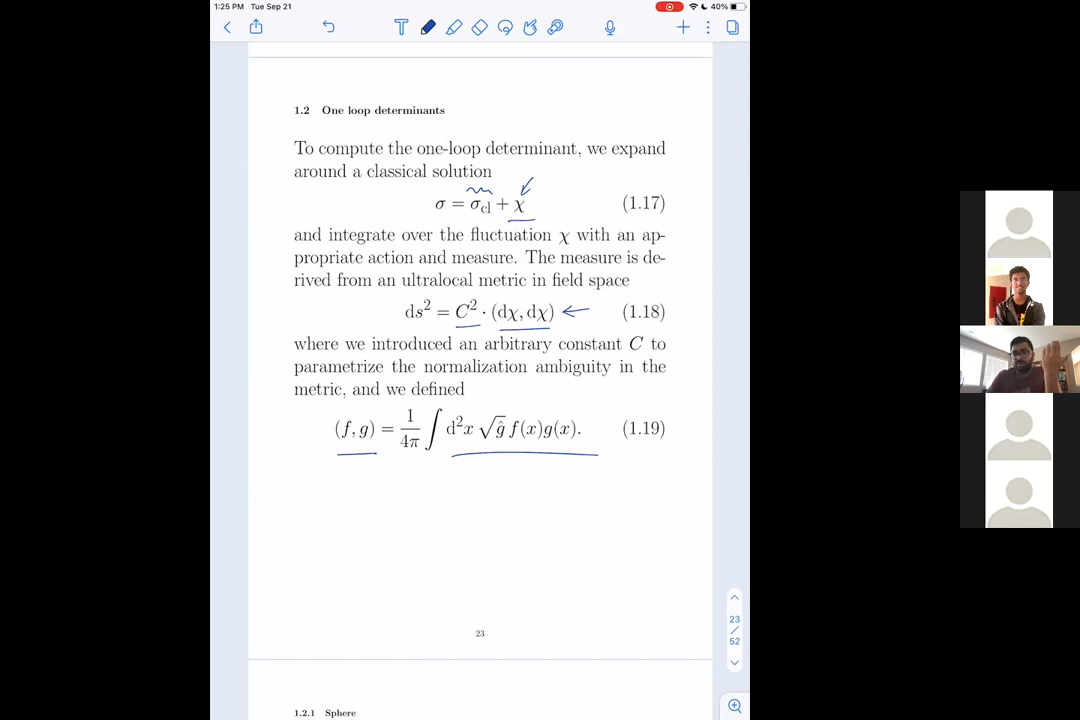 1:25 PM Tue Sep 21
40%
T
1.2 One loop determinants
To compute the one-loop determinant, we expand
around a classical solution
σ = σ_cl + χ (1.17)
and integrate over the fluctuation χ with an ap-
propriate action and measure. The measure is de-
rived from an ultralocal metric in field space
ds² = C² · (dχ, dχ) (1.18)
where we introduced an arbitrary constant C to
parametrize the normalization ambiguity in the
metric, and we defined
(f, g) = 1/4π ∫ d²x √ĝ f(x)g(x). (1.19)
23
/
52
23
1.2.1 Sphere